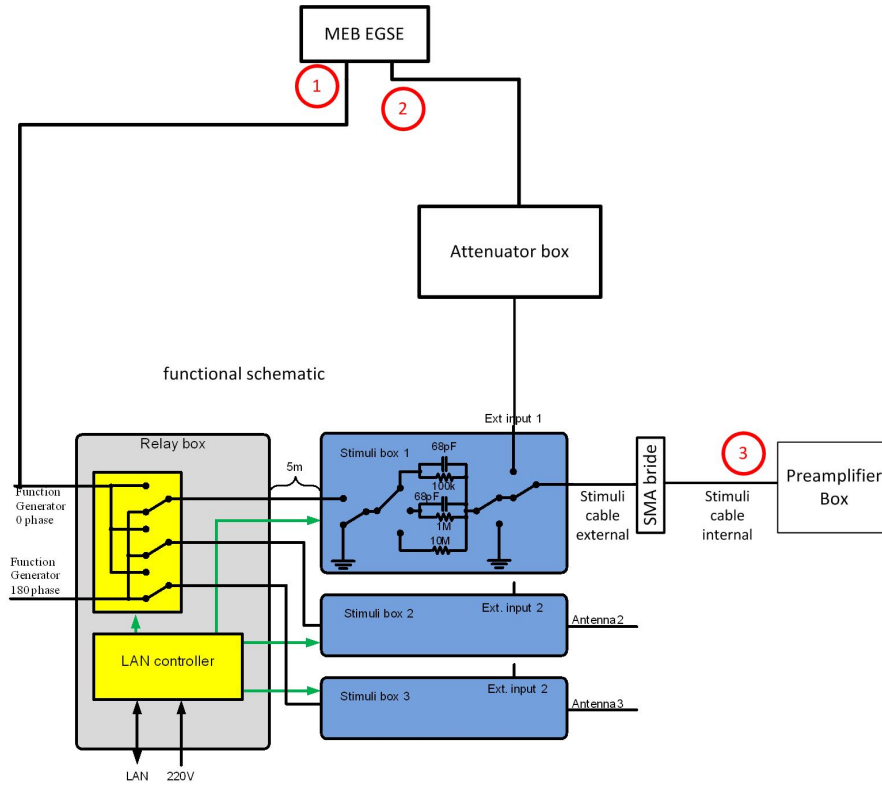 MEB EGSE
1
2
Attenuator box
functional schematic
Ext input 1
Relay box
Stimuli box 1
68pF
100k
68pF
1M
10M
5m
Function
Generator
0 phase
Function
Generator
180 phase
SMA bride
3
Preamplifier
Box
Stimuli
cable
external
Stimuli
cable
internal
Ext. input 2
Stimuli box 2
Antenna2
LAN controller
Ext. input 2
Stimuli box 3
Antenna3
LAN
220V